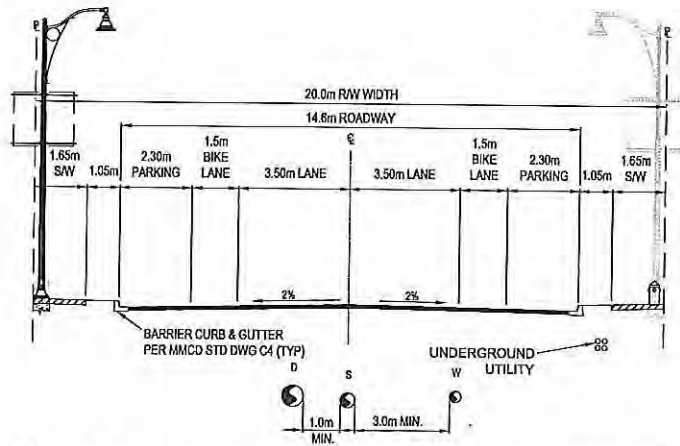 ℄
℄
20.0m R/W WIDTH
14.6m ROADWAY
℄
1.65m
S/W
1.05m
2.30m
PARKING
1.5m
BIKE
LANE
3.50m LANE
3.50m LANE
1.5m
BIKE
LANE
2.30m
PARKING
1.05m
1.65m
S/W
2%
2%
BARRIER CURB & GUTTER
PER MMCD STD DWG C4 (TYP)
UNDERGROUND
UTILITY
D
S
W
1.0m
MIN.
3.0m MIN.